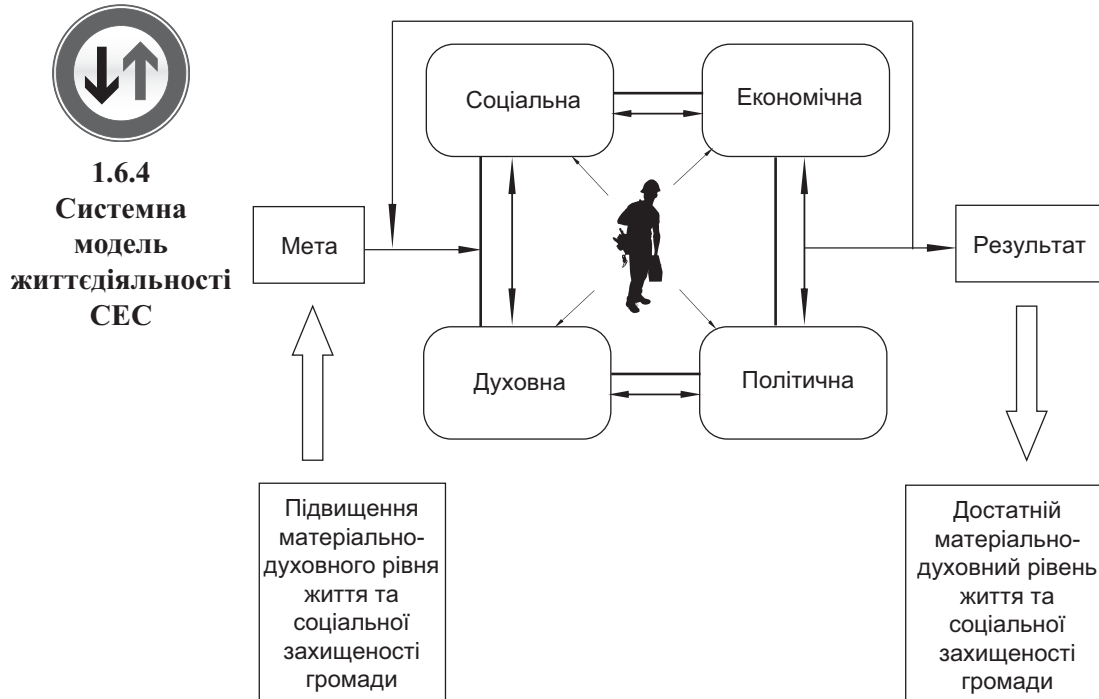 1.6.4
Системна
модель
життєдіяльності
СЕС
Соціальна
Економічна
Мета
Результат
Духовна
Політична
Підвищення
матеріально-
духовного рівня
життя та
соціальної
захищеності
громади
Достатній
матеріально-
духовний рівень
життя та
соціальної
захищеності
громади